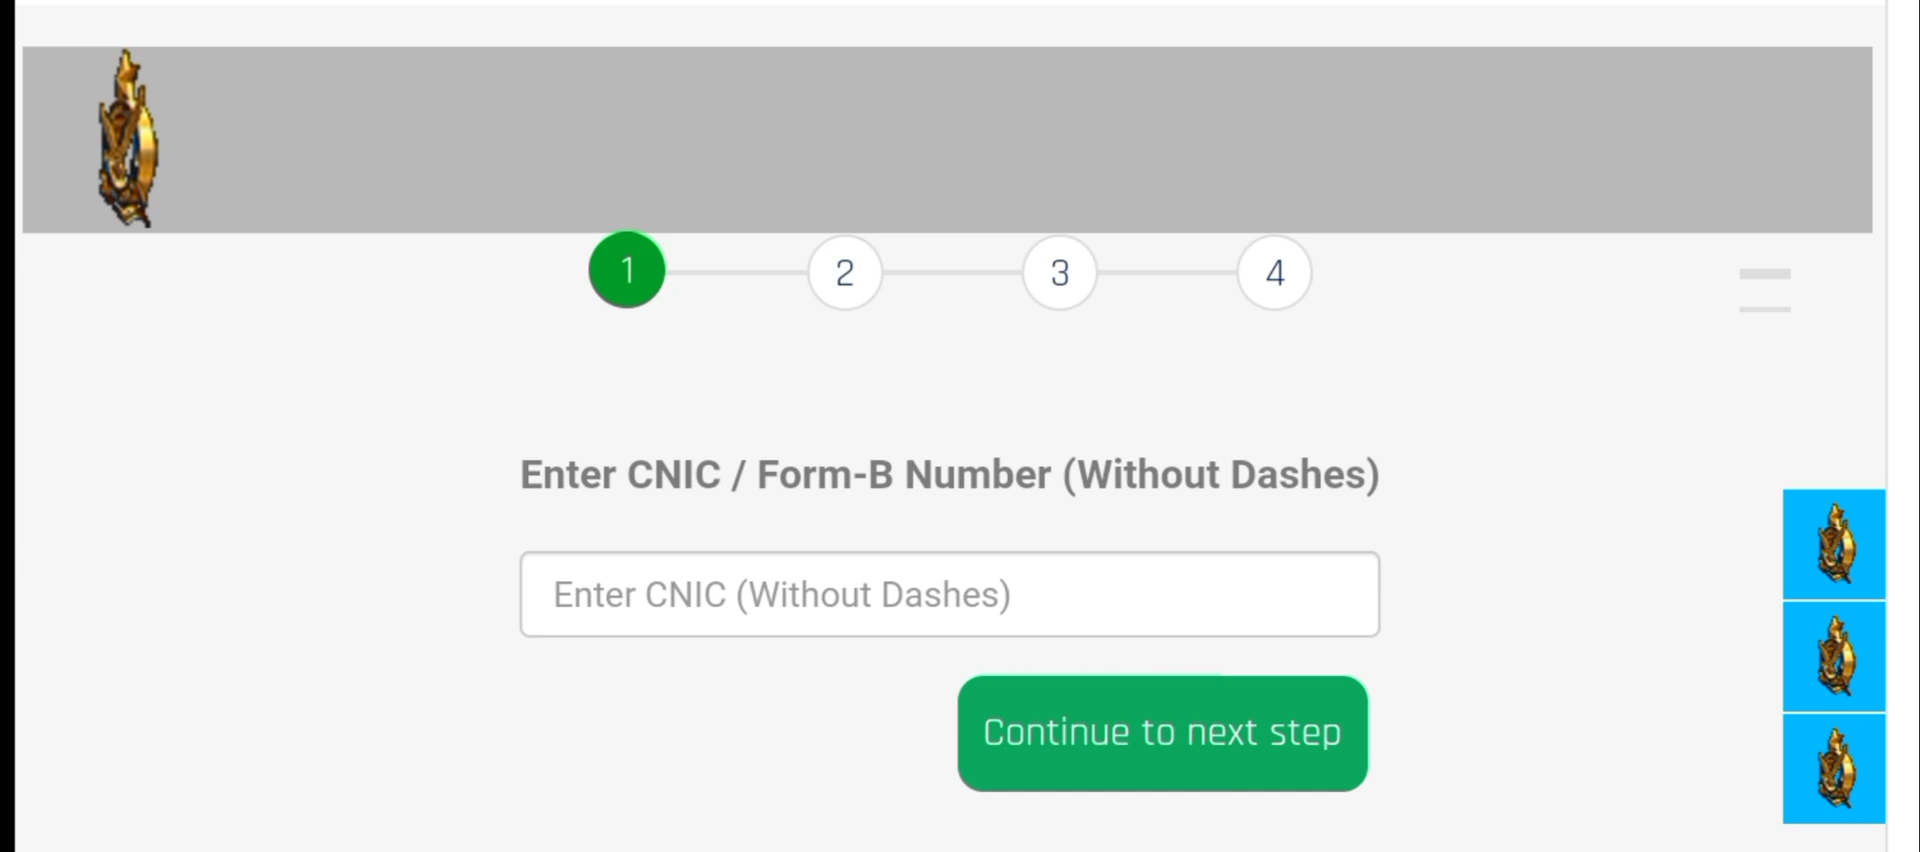 1 2 3 4
Enter CNIC / Form-B Number (Without Dashes)
Enter CNIC (Without Dashes)
Continue to next step